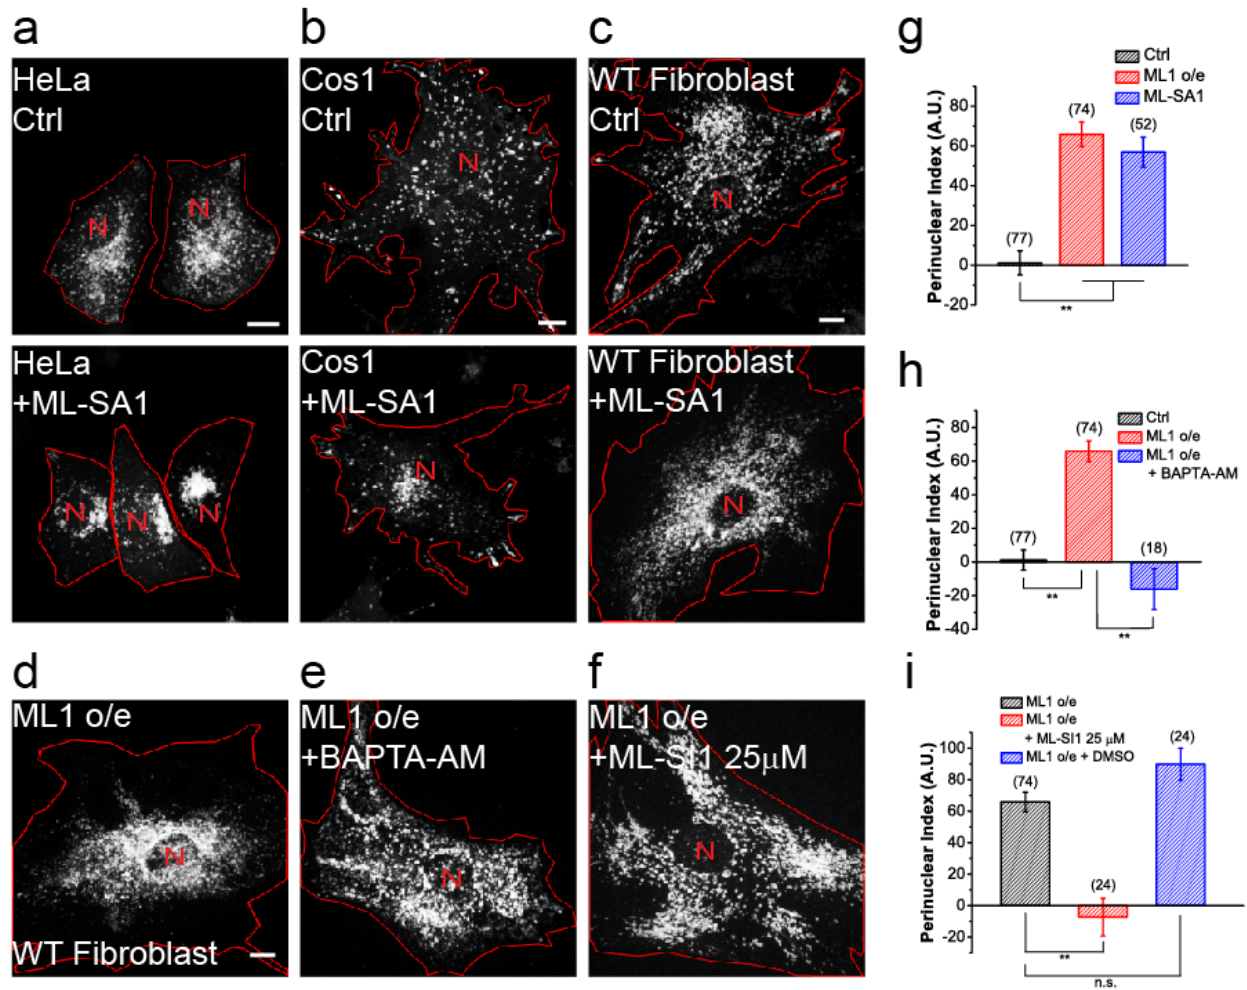 a
HeLa
Ctrl
N
N
b
Cos1
Ctrl
N
c
WT Fibroblast
Ctrl
N
HeLa
+ML-SA1
N
N
N
Cos1
+ML-SA1
N
WT Fibroblast
+ML-SA1
N
d
ML1 o/e
N
WT Fibroblast
e
ML1 o/e
+BAPTA-AM
N
f
ML1 o/e
+ML-SI1 25μM
N
g
Ctrl
ML1 o/e
ML-SA1
Perinuclear Index (A.U.)
80
60
40
20
0
-20
(77)
(74)
(52)
**
h
Ctrl
ML1 o/e
ML1 o/e
+ BAPTA-AM
Perinuclear Index (A.U.)
80
60
40
20
0
-20
-40
(77)
(74)
(18)
**
**
i
ML1 o/e
ML1 o/e
+ ML-SI1 25 μM
ML1 o/e + DMSO
Perinuclear Index (A.U.)
100
80
60
40
20
0
-20
(74)
(24)
(24)
**
n.s.